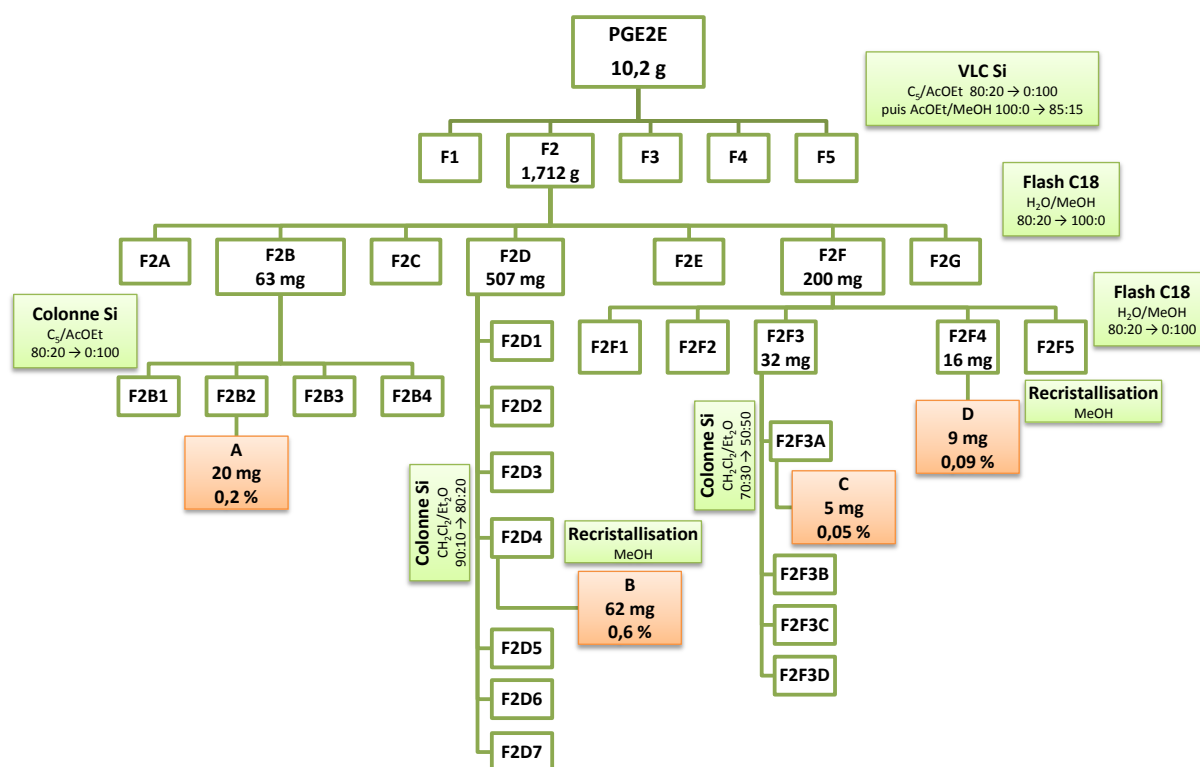 PGE2E
10,2 g
VLC Si
C₅/AcOEt 80:20 → 0:100
puis AcOEt/MeOH 100:0 → 85:15
F1
F2
1,712 g
F3
F4
F5
Flash C18
H₂O/MeOH
80:20 → 100:0
F2A
F2B
63 mg
F2C
F2D
507 mg
F2E
F2F
200 mg
F2G
Colonne Si
C₅/AcOEt
80:20 → 0:100
Flash C18
H₂O/MeOH
80:20 → 0:100
F2B1
F2B2
F2B3
F2B4
A
20 mg
0,2 %
Colonne Si
CH₂Cl₂/Et₂O
90:10 → 80:20
F2D1
F2D2
F2D3
F2D4
Recristallisation
MeOH
B
62 mg
0,6 %
F2D5
F2D6
F2D7
F2F1
F2F2
F2F3
32 mg
F2F4
16 mg
F2F5
Colonne Si
CH₂Cl₂/Et₂O
70:30 → 50:50
F2F3A
C
5 mg
0,05 %
F2F3B
F2F3C
F2F3D
Recristallisation
MeOH
D
9 mg
0,09 %